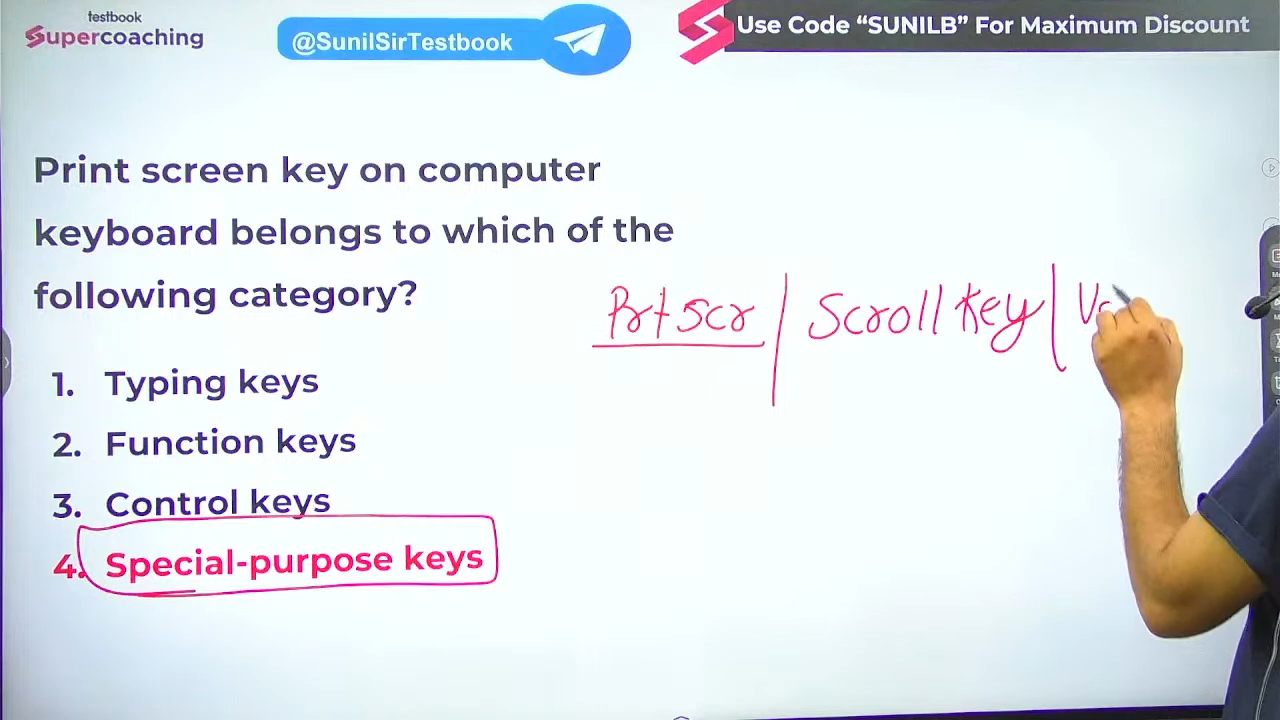 testbook
Supercoaching
@SunilSirTestbook
Use Code “SUNILB” For Maximum Discount
Print screen key on computer
keyboard belongs to which of the
following category?
Prt scr | Scroll Key |
1. Typing keys
2. Function keys
3. Control keys
4. Special-purpose keys